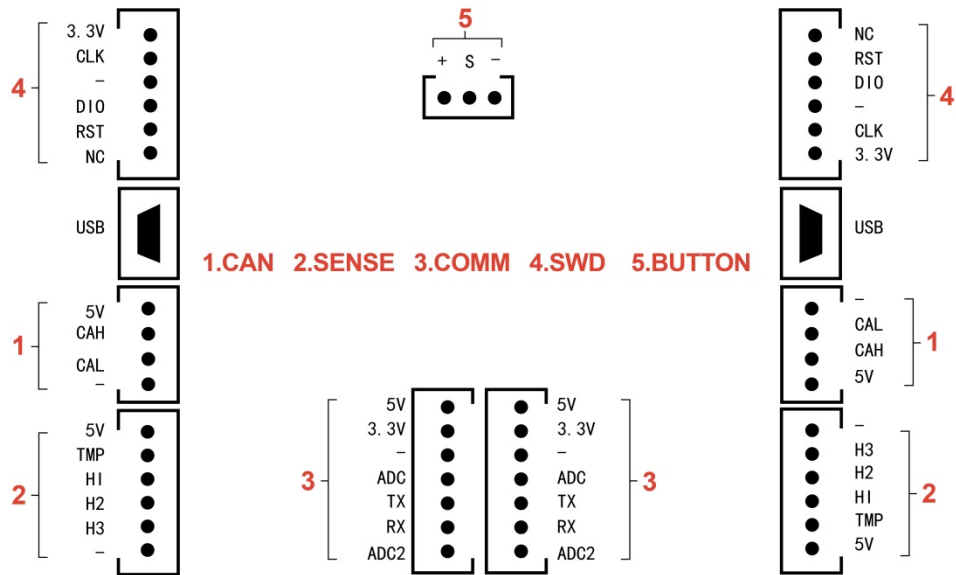 3.3V
CLK
-
DIO
RST
NC
4
5
+ S -
NC
RST
DIO
-
CLK
3.3V
4
USB
USB
1.CAN 2.SENSE 3.COMM 4.SWD 5.BUTTON
5V
CAH
CAL
-
1
-
CAL
CAH
5V
1
5V
TMP
HI
H2
H3
-
2
5V
3.3V
-
ADC
TX
RX
ADC2
3
5V
3.3V
-
ADC
TX
RX
ADC2
3
-
H3
H2
HI
TMP
5V
2